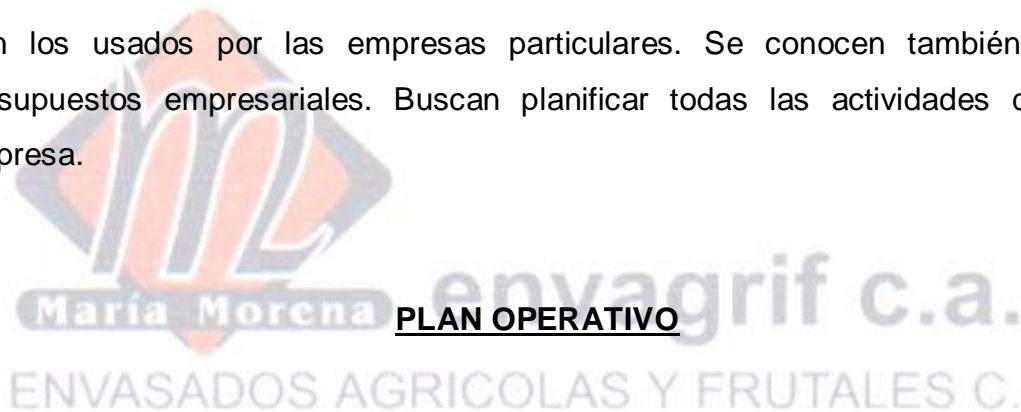 n los usados por las empresas particulares. Se conocen también
supuestos empresariales. Buscan planificar todas las actividades
presa.
envagrif c.a.
María Morena PLAN OPERATIVO
ENVASADOS AGRICOLAS Y FRUTALES C.